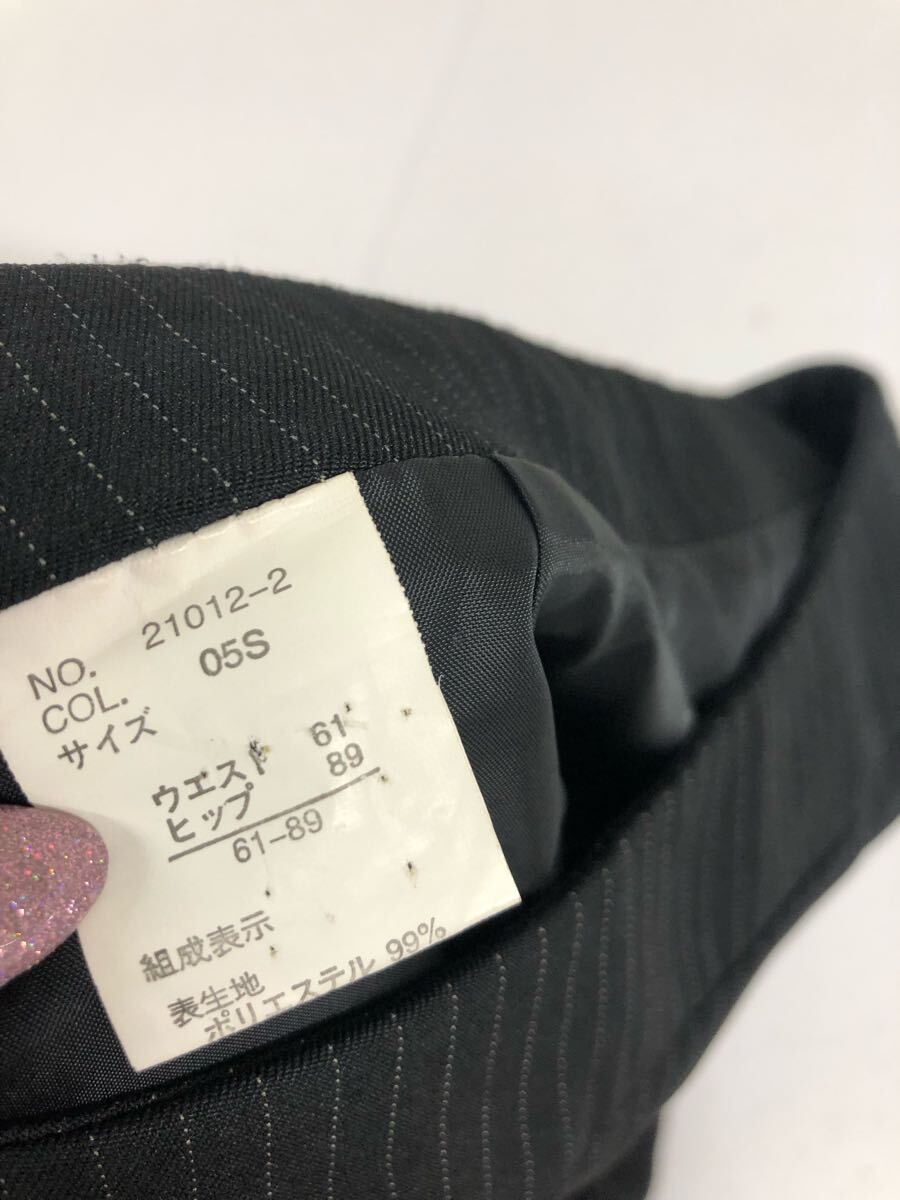 NO. 21012-2
COL. 05S
サイズ
ウエスト 61
ヒップ 89
61-89
組成表示
表生地
ポリエステル 99%